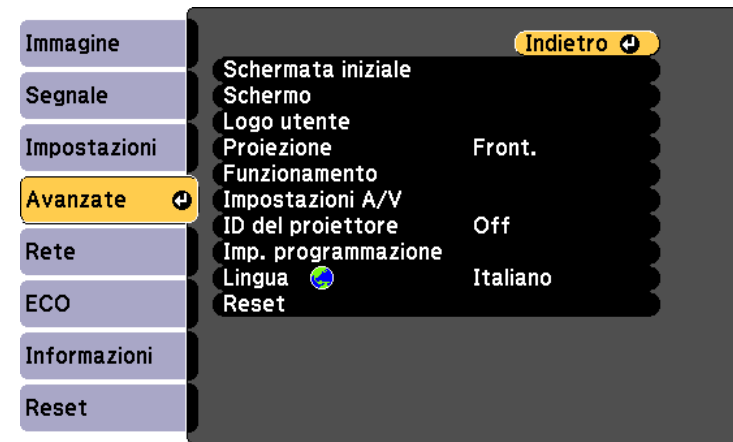 Immagine
Segnale
Impostazioni
Avanzate
Rete
ECO
Informazioni
Reset
Indietro
Schermata iniziale
Schermo
Logo utente
Proiezione Front.
Funzionamento
Impostazioni A/V
ID del proiettore Off
Imp. programmazione
Lingua Italiano
Reset